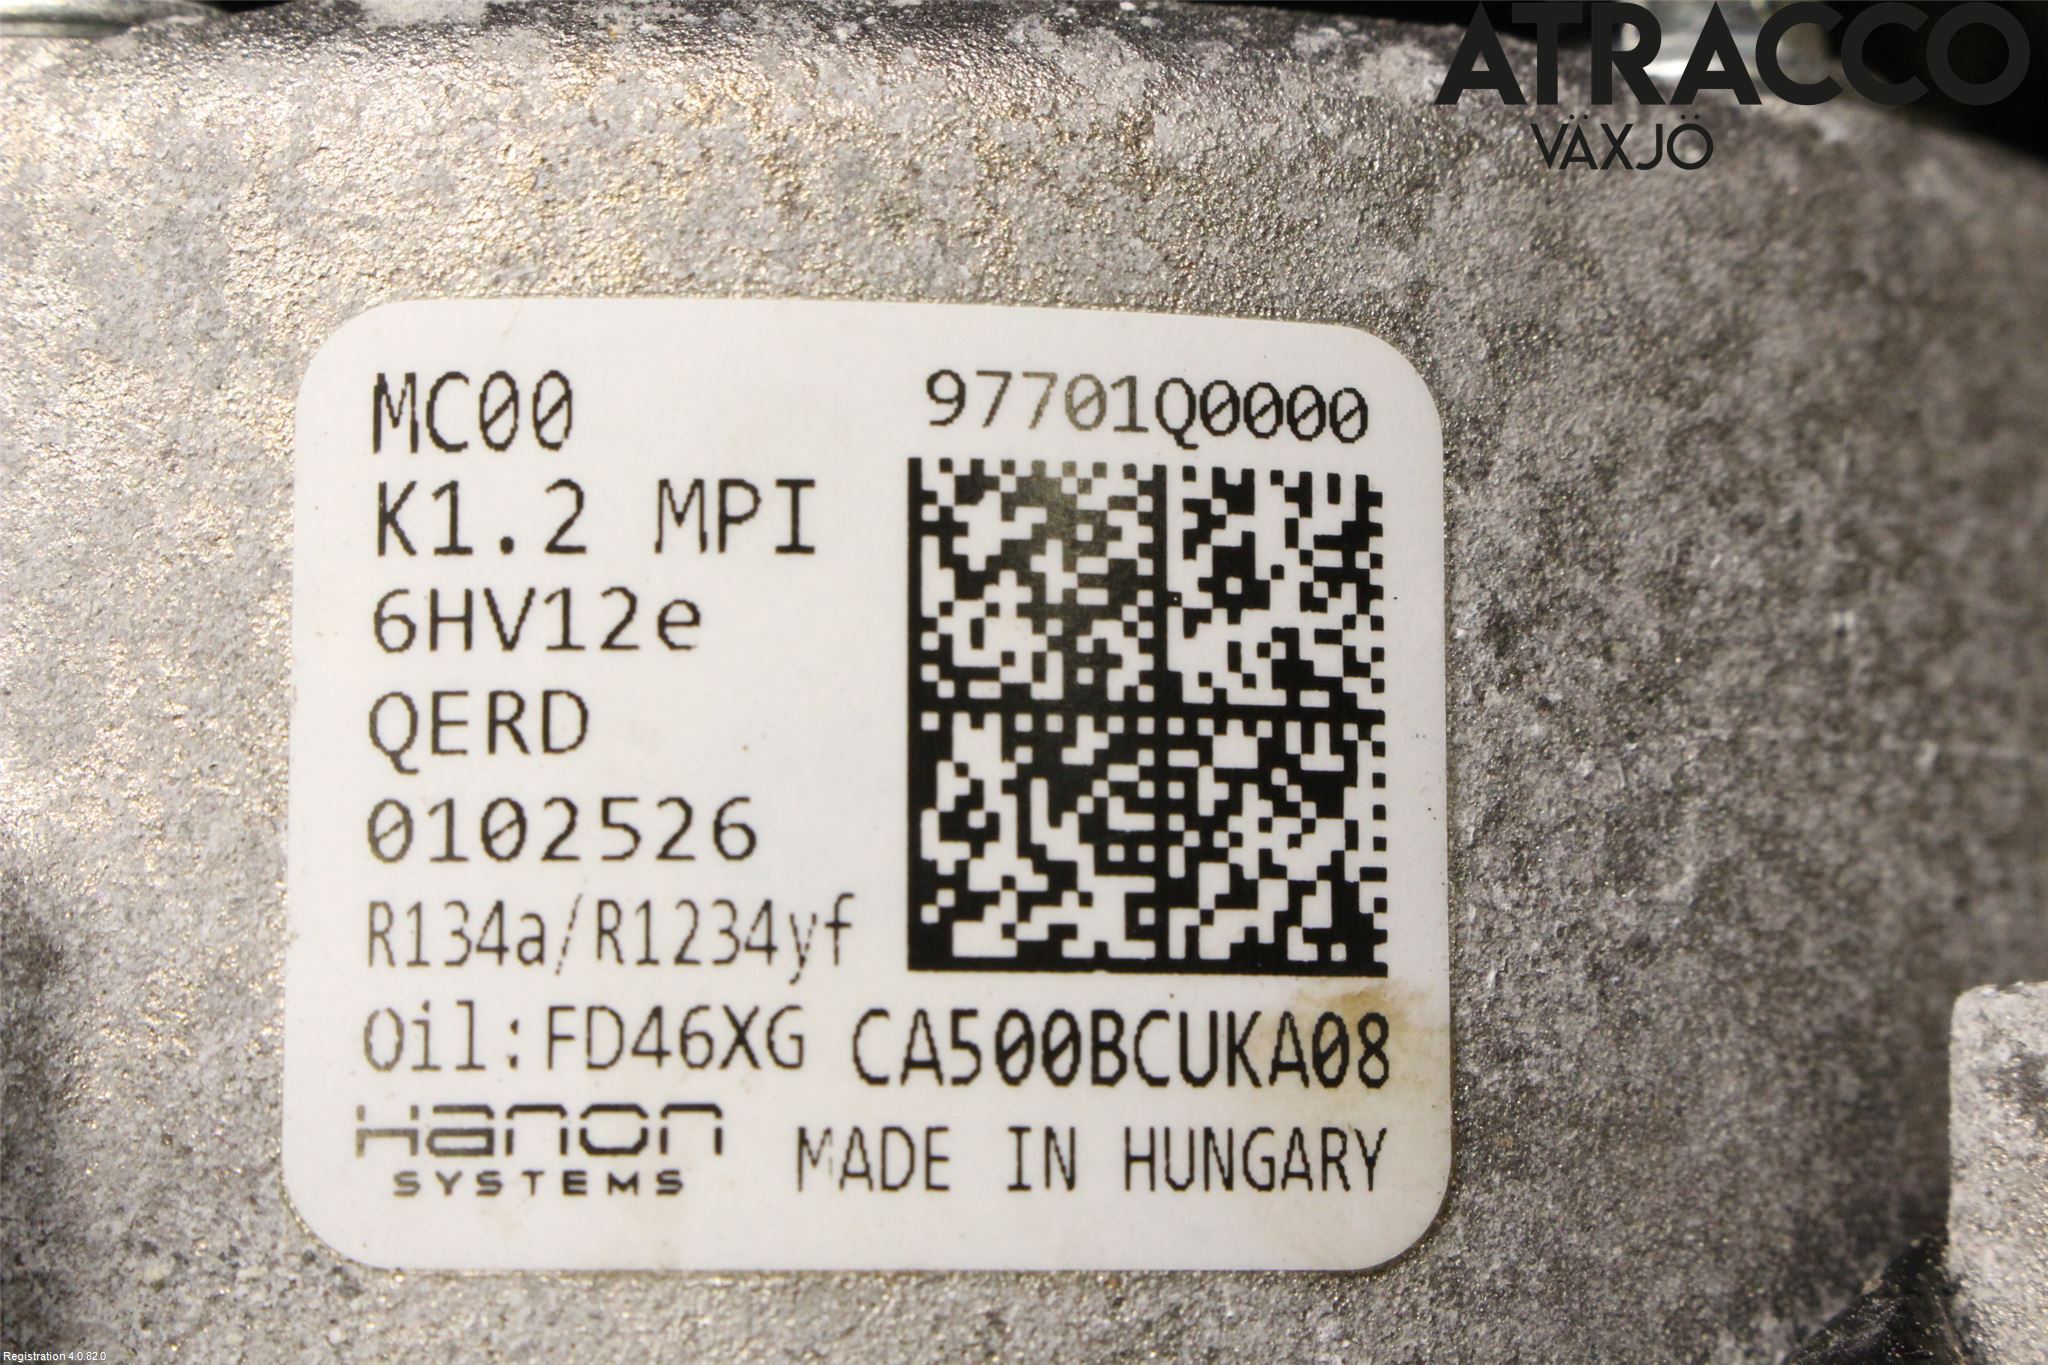 ATRACCO
VÄXJÖ
MC00
97701Q0000
K1.2 MPI
6HV12e
QERD
0102526
R134a/R1234yf
Oil:FD46XG CA500BCUKA08
Hanon
SYSTEMS
MADE IN HUNGARY
Registration 4.0.82.0